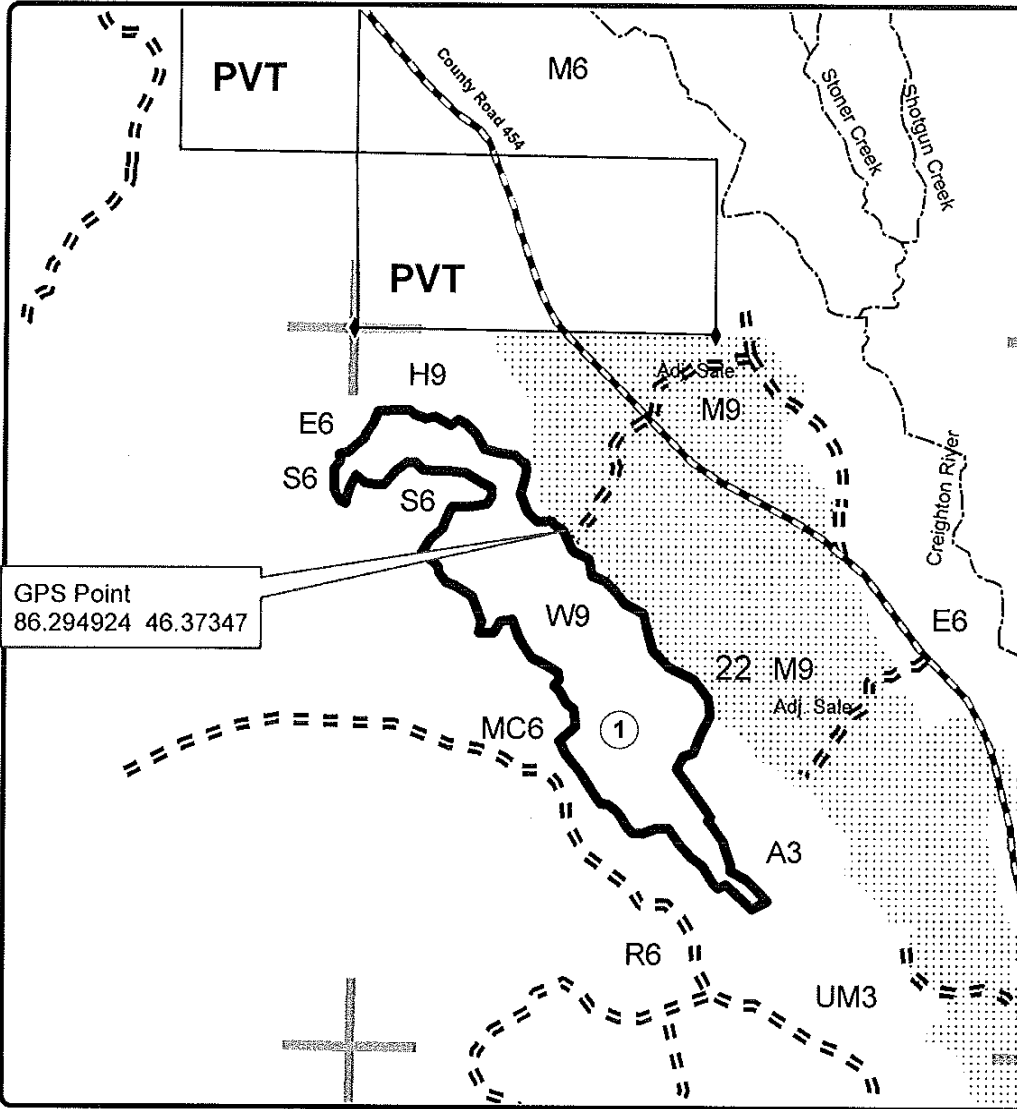 PVT
County Road 454
M6
Stoner Creek
Shotgun Creek
PVT
H9
Adj. Sale
M9
E6
S6
S6
Creighton River
GPS Point
86.294924 46.37347
W9
E6
22 M9
Adj. Sale
MC6
1
A3
R6
UM3